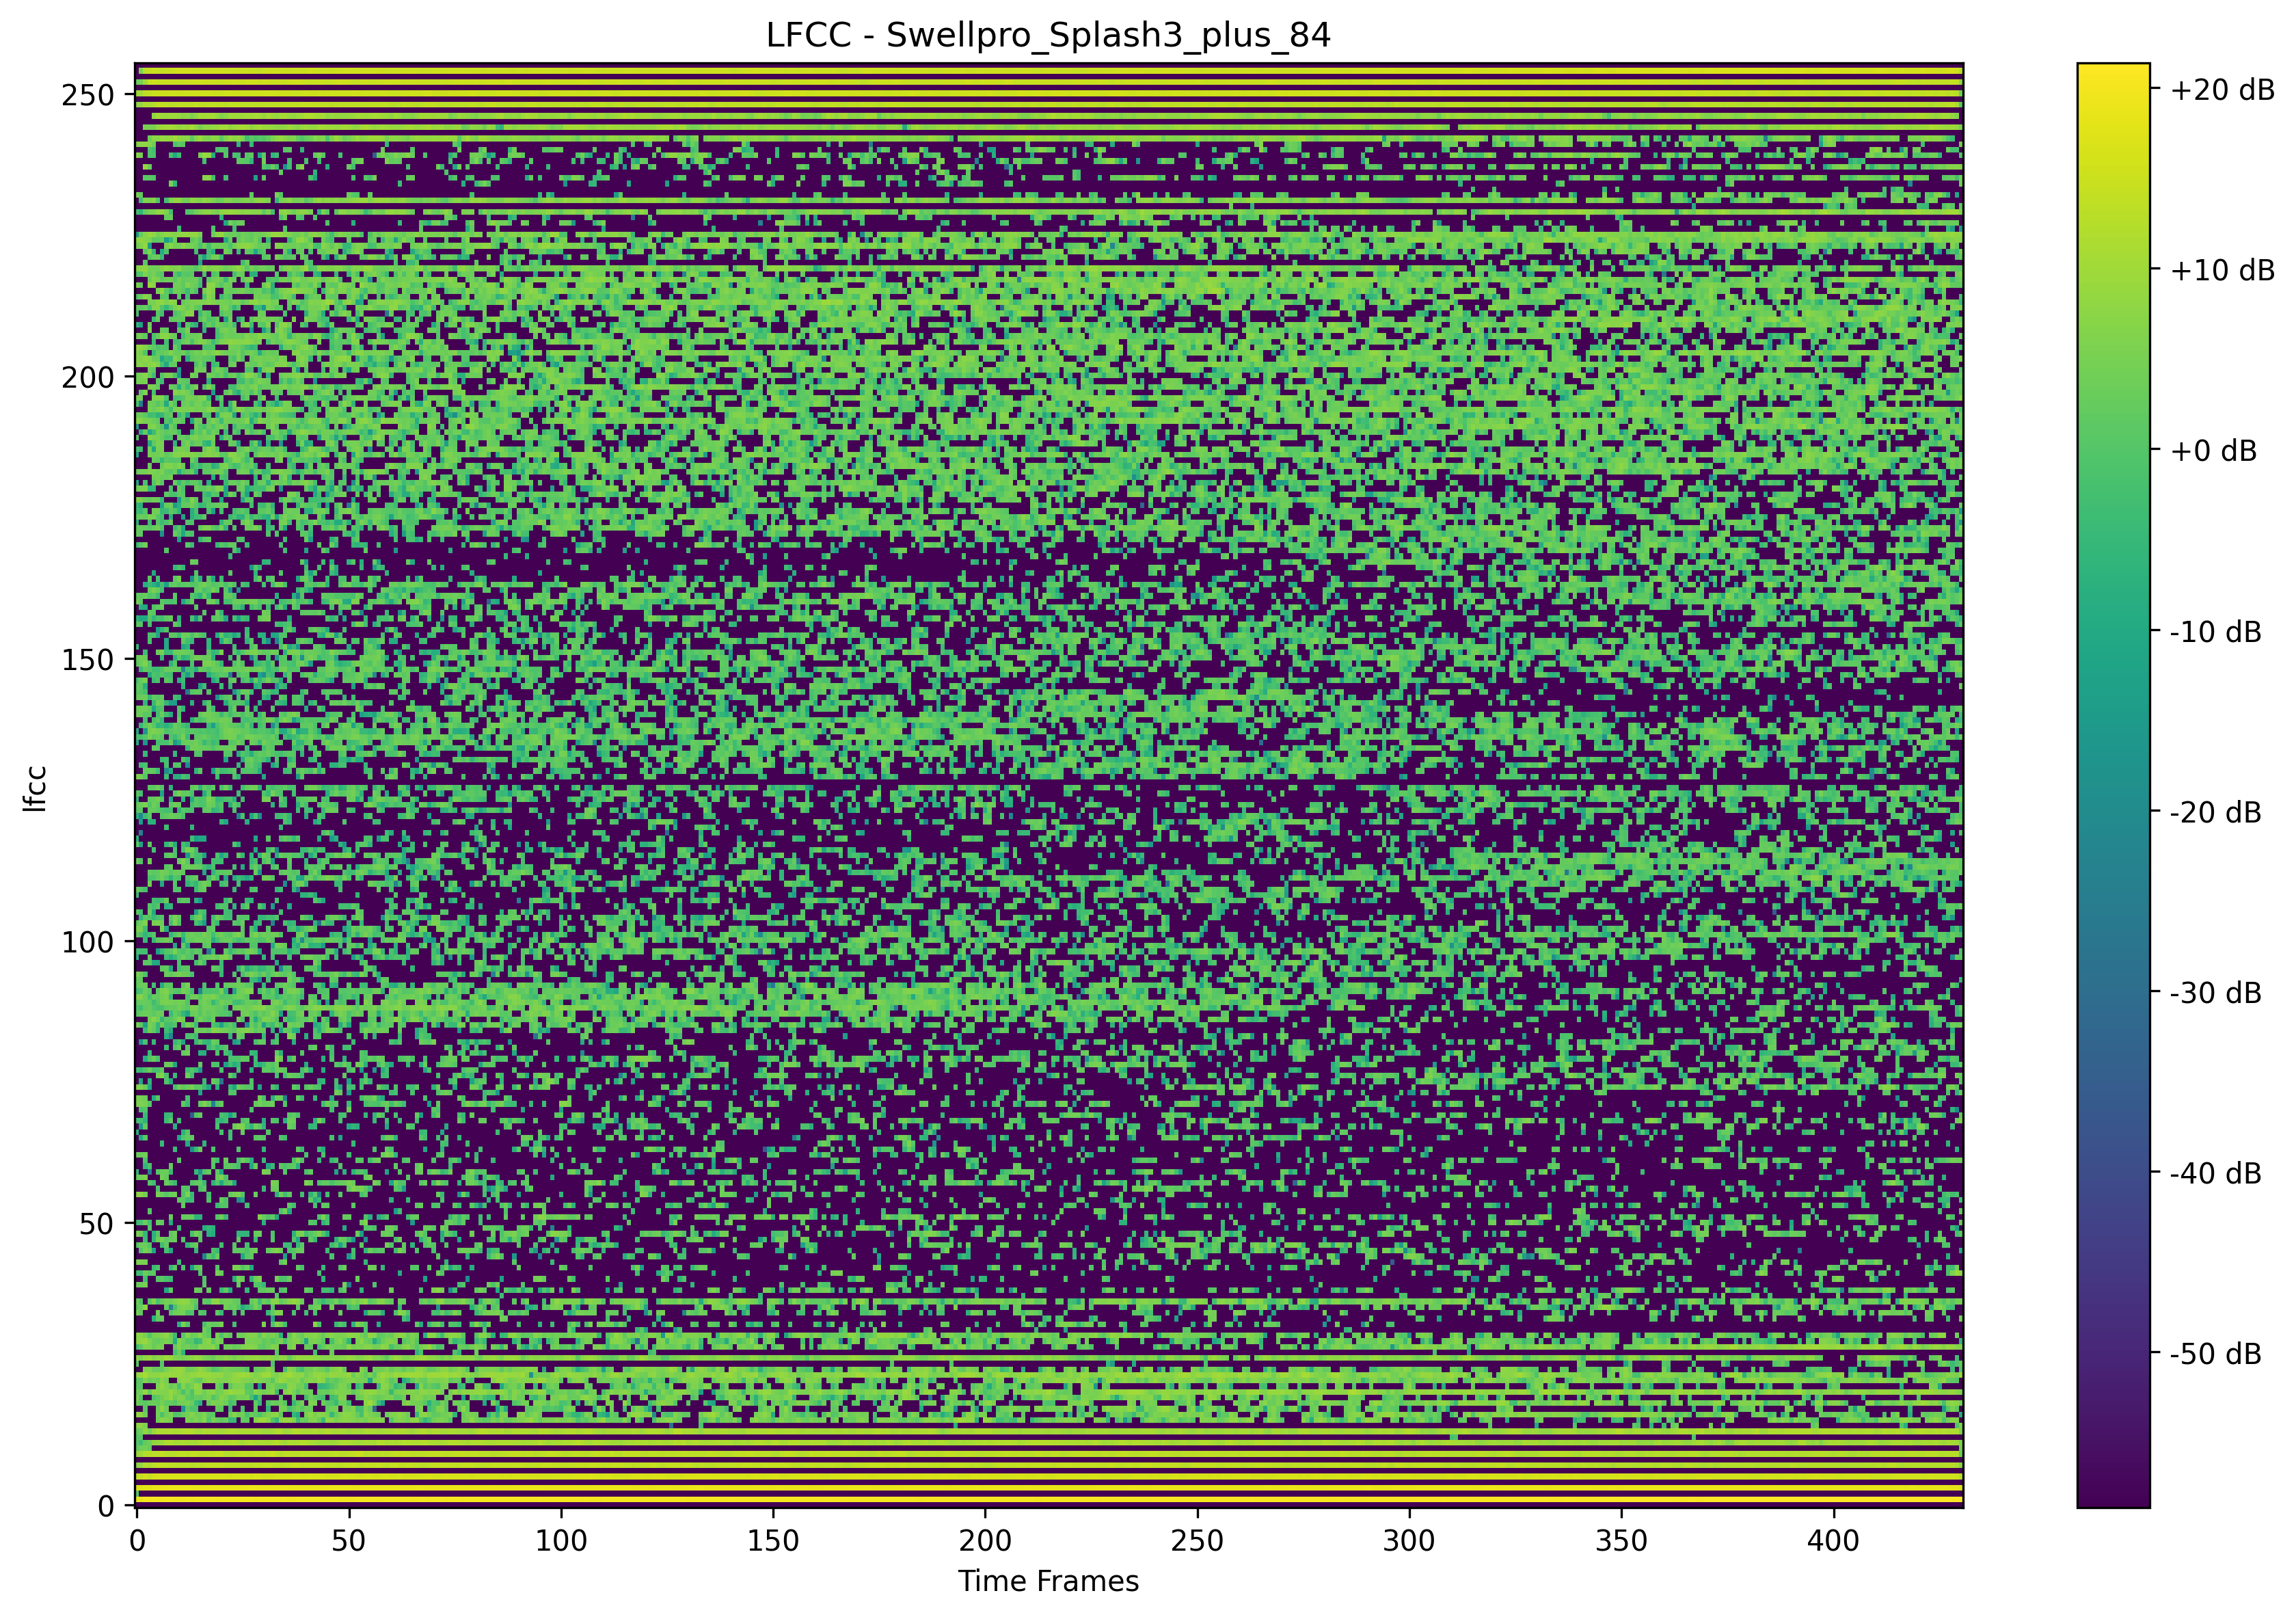 LFCC - Swellpro_Splash3_plus_84
250
200
150
100
50
0
lfcc
0 50 100 150 200 250 300 350 400
Time Frames
+20 dB
+10 dB
+0 dB
-10 dB
-20 dB
-30 dB
-40 dB
-50 dB